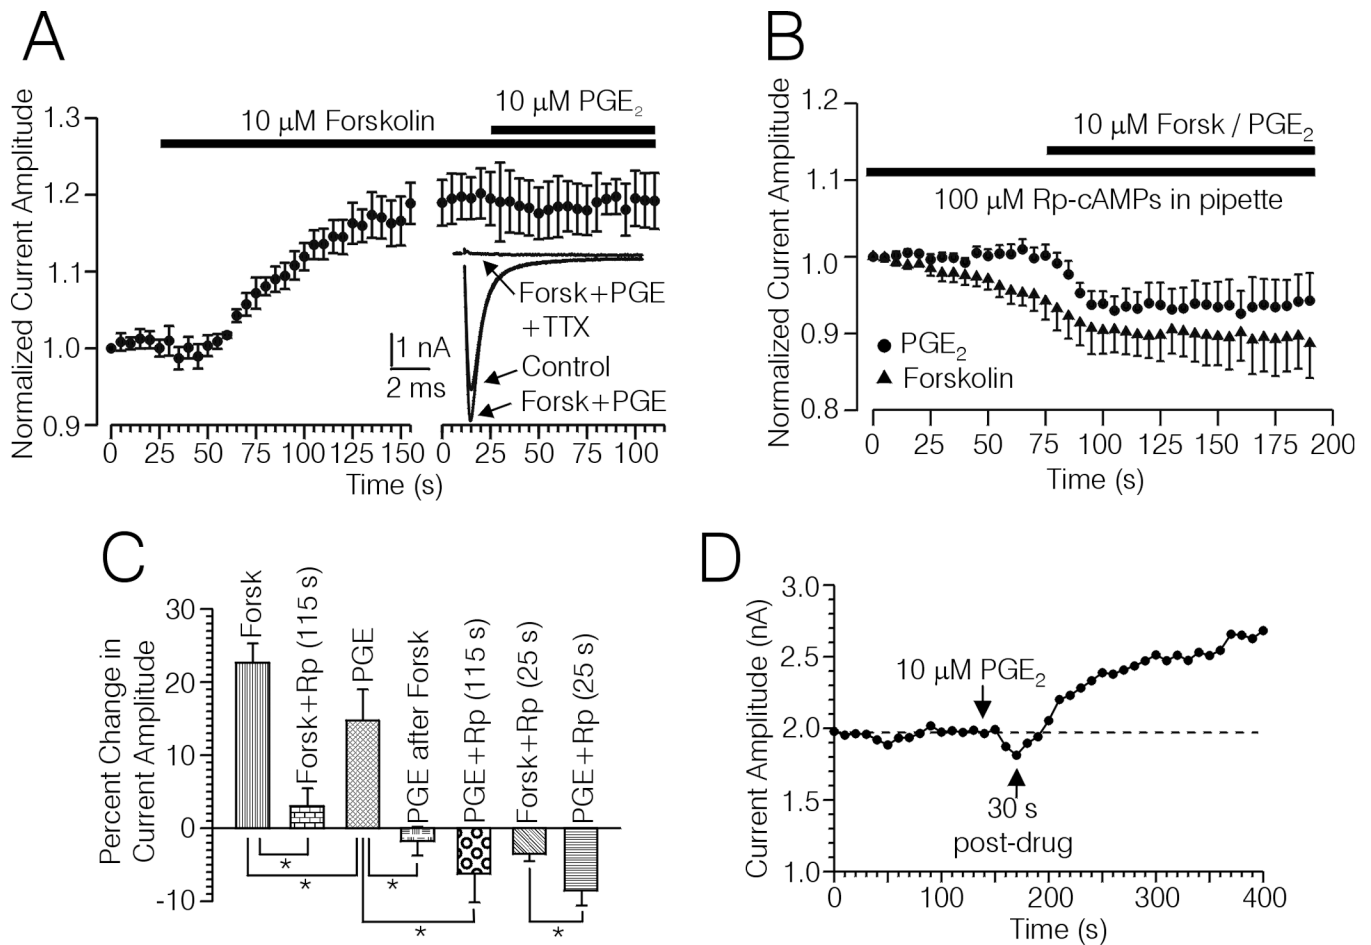 A
Normalized Current Amplitude
1.3
1.2
1.1
1.0
0.9
10 µM Forskolin
10 µM PGE2
Forsk+PGE
+TTX
Control
Forsk+PGE
1 nA
2 ms
0 25 50 75 100 125 150
0 25 50 75 100
Time (s)
B
Normalized Current Amplitude
1.2
1.1
1.0
0.9
0.8
10 µM Forsk / PGE2
100 µM Rp-cAMPs in pipette
PGE2
Forskolin
0 25 50 75 100 125 150 175 200
Time (s)
C
Percent Change in
Current Amplitude
30
20
10
0
-10
Forsk
Forsk+Rp (115 s)
PGE
PGE after Forsk
PGE+Rp (115 s)
Forsk+Rp (25 s)
PGE+Rp (25 s)
*
*
*
*
*
D
Current Amplitude (nA)
3.0
2.5
2.0
1.5
1.0
10 µM PGE2
30 s
post-drug
0 100 200 300 400
Time (s)